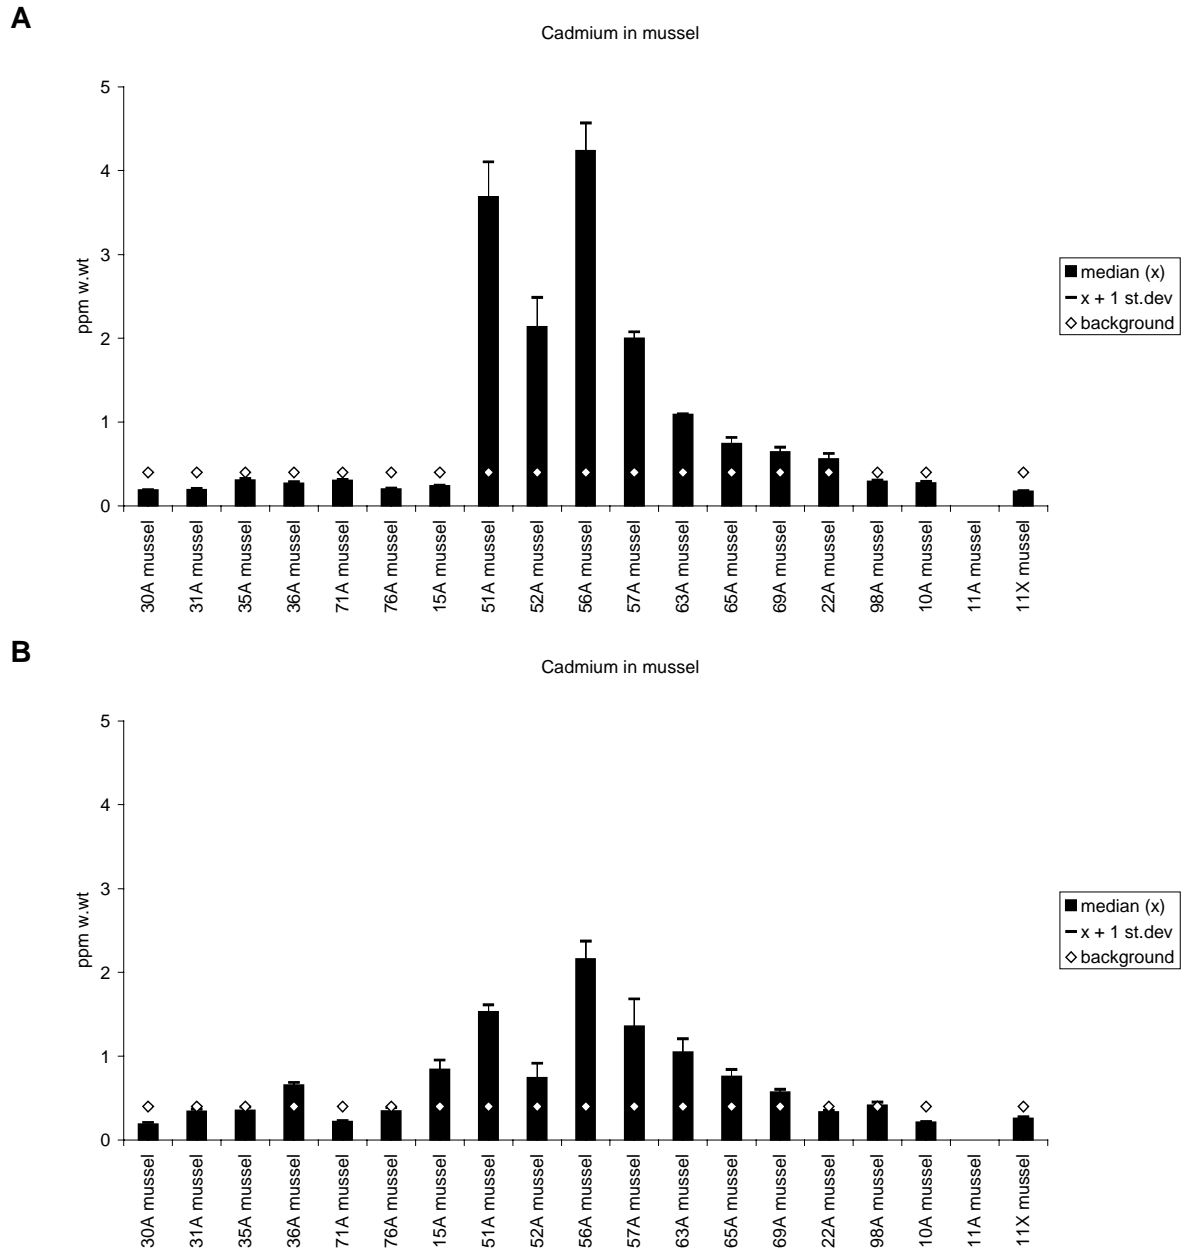 A
Cadmium in mussel
5
4
3
2
1
0
ppm w.wt
30A mussel
31A mussel
35A mussel
36A mussel
71A mussel
76A mussel
15A mussel
51A mussel
52A mussel
56A mussel
57A mussel
63A mussel
65A mussel
69A mussel
22A mussel
98A mussel
10A mussel
11A mussel
11X mussel
median (x)
x + 1 st.dev
background
B
Cadmium in mussel
5
4
3
2
1
0
ppm w.wt
30A mussel
31A mussel
35A mussel
36A mussel
71A mussel
76A mussel
15A mussel
51A mussel
52A mussel
56A mussel
57A mussel
63A mussel
65A mussel
69A mussel
22A mussel
98A mussel
10A mussel
11A mussel
11X mussel
median (x)
x + 1 st.dev
background